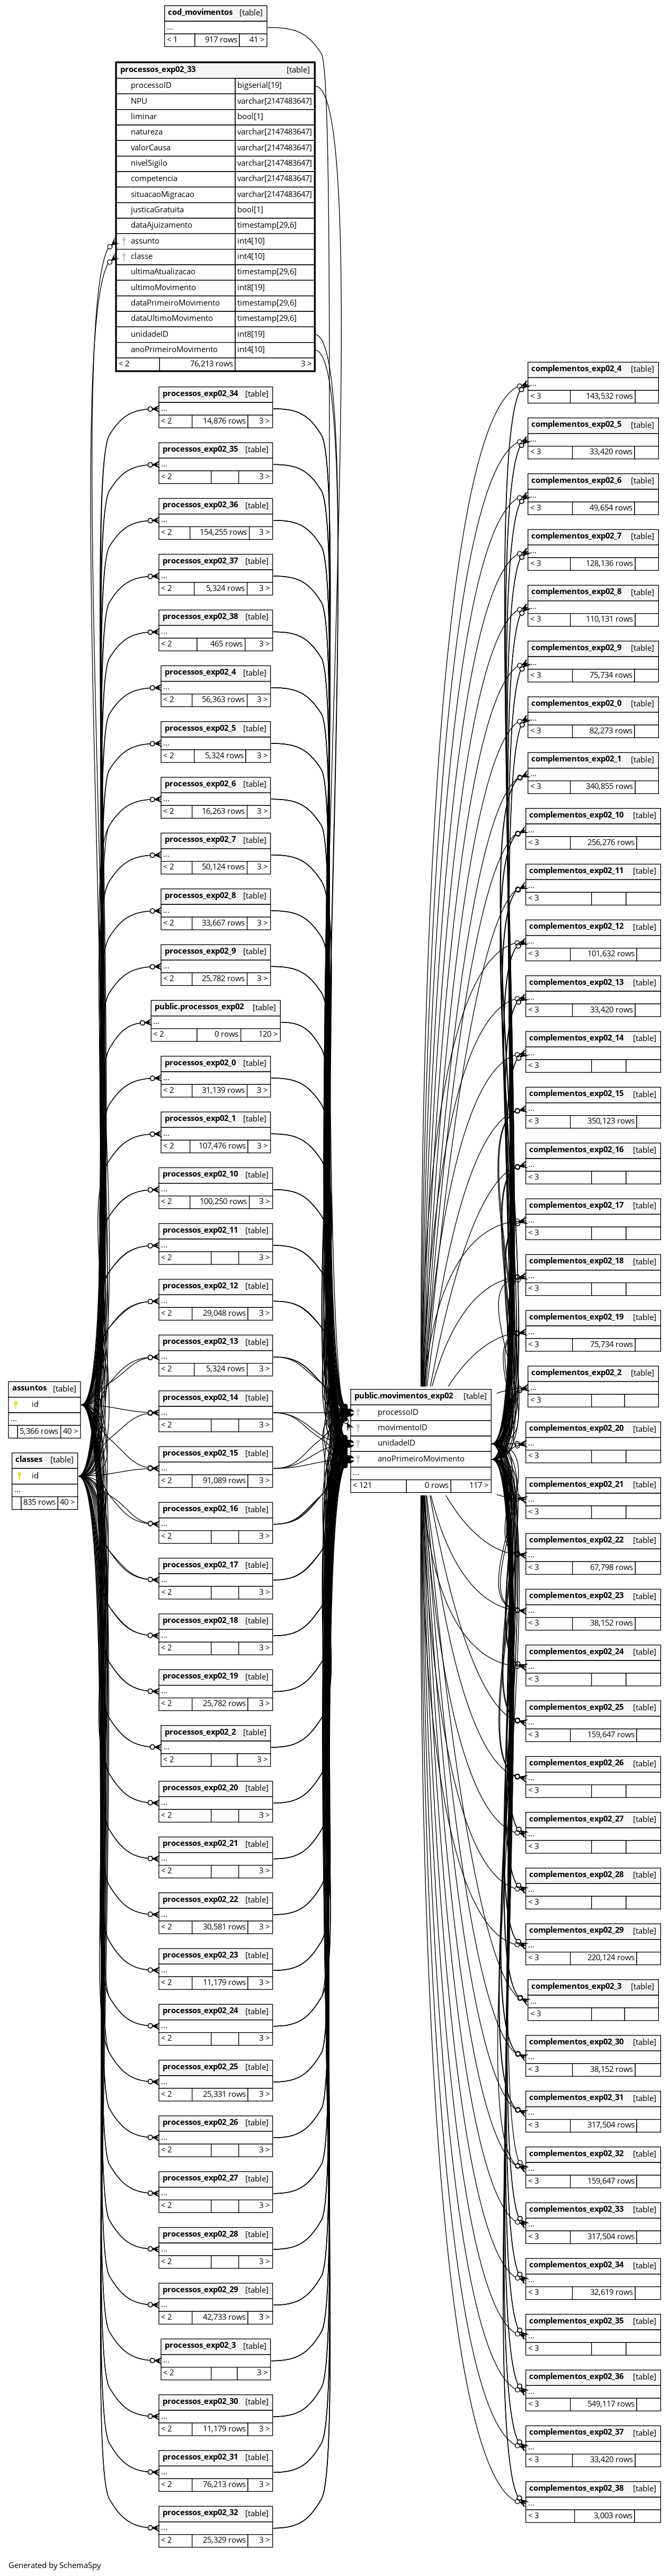 cod_movimentos [table]
...
< 1 917 rows 41 >
processos_exp02_33 [table]
processoID bigserial[19]
NPU varchar[2147483647]
liminar bool[1]
natureza varchar[2147483647]
valorCausa varchar[2147483647]
nivelSigilo varchar[2147483647]
competencia varchar[2147483647]
situacaoMigracao varchar[2147483647]
justicaGratuita bool[1]
dataAjuizamento timestamp[29,6]
assunto int4[10]
classe int4[10]
ultimaAtualizacao timestamp[29,6]
ultimoMovimento int8[19]
dataPrimeiroMovimento timestamp[29,6]
dataUltimoMovimento timestamp[29,6]
unidadeID int8[19]
anoPrimeiroMovimento int4[10]
< 2 76,213 rows 3 >
processos_exp02_34 [table]
...
< 2 14,876 rows 3 >
processos_exp02_35 [table]
...
< 2 3 >
processos_exp02_36 [table]
...
< 2 154,255 rows 3 >
processos_exp02_37 [table]
...
< 2 5,324 rows 3 >
processos_exp02_38 [table]
...
< 2 465 rows 3 >
processos_exp02_4 [table]
...
< 2 56,363 rows 3 >
processos_exp02_5 [table]
...
< 2 5,324 rows 3 >
processos_exp02_6 [table]
...
< 2 16,263 rows 3 >
processos_exp02_7 [table]
...
< 2 50,124 rows 3 >
processos_exp02_8 [table]
...
< 2 33,667 rows 3 >
processos_exp02_9 [table]
...
< 2 25,782 rows 3 >
public.processos_exp02 [table]
...
< 2 0 rows 120 >
processos_exp02_0 [table]
...
< 2 31,139 rows 3 >
processos_exp02_1 [table]
...
< 2 107,476 rows 3 >
processos_exp02_10 [table]
...
< 2 100,250 rows 3 >
processos_exp02_11 [table]
...
< 2 3 >
processos_exp02_12 [table]
...
< 2 29,048 rows 3 >
processos_exp02_13 [table]
...
< 2 5,324 rows 3 >
processos_exp02_14 [table]
...
< 2 3 >
processos_exp02_15 [table]
...
< 2 91,089 rows 3 >
processos_exp02_16 [table]
...
< 2 3 >
processos_exp02_17 [table]
...
< 2 3 >
processos_exp02_18 [table]
...
< 2 3 >
processos_exp02_19 [table]
...
< 2 25,782 rows 3 >
processos_exp02_2 [table]
...
< 2 3 >
processos_exp02_20 [table]
...
< 2 3 >
processos_exp02_21 [table]
...
< 2 3 >
processos_exp02_22 [table]
...
< 2 30,581 rows 3 >
processos_exp02_23 [table]
...
< 2 11,179 rows 3 >
processos_exp02_24 [table]
...
< 2 3 >
processos_exp02_25 [table]
...
< 2 25,331 rows 3 >
processos_exp02_26 [table]
...
< 2 3 >
processos_exp02_27 [table]
...
< 2 3 >
processos_exp02_28 [table]
...
< 2 3 >
processos_exp02_29 [table]
...
< 2 42,733 rows 3 >
processos_exp02_3 [table]
...
< 2 3 >
processos_exp02_30 [table]
...
< 2 11,179 rows 3 >
processos_exp02_31 [table]
...
< 2 76,213 rows 3 >
processos_exp02_32 [table]
...
< 2 25,329 rows 3 >
assuntos [table]
id
...
5,366 rows 40 >
classes [table]
id
...
835 rows 40 >
public.movimentos_exp02 [table]
processoID
movimentoID
unidadeID
anoPrimeiroMovimento
...
< 121 0 rows 117 >
complementos_exp02_4 [table]
...
< 3 143,532 rows
complementos_exp02_5 [table]
...
< 3 33,420 rows
complementos_exp02_6 [table]
...
< 3 49,654 rows
complementos_exp02_7 [table]
...
< 3 128,136 rows
complementos_exp02_8 [table]
...
< 3 110,131 rows
complementos_exp02_9 [table]
...
< 3 75,734 rows
complementos_exp02_0 [table]
...
< 3 82,273 rows
complementos_exp02_1 [table]
...
< 3 340,855 rows
complementos_exp02_10 [table]
...
< 3 256,276 rows
complementos_exp02_11 [table]
...
< 3
complementos_exp02_12 [table]
...
< 3 101,632 rows
complementos_exp02_13 [table]
...
< 3 33,420 rows
complementos_exp02_14 [table]
...
< 3
complementos_exp02_15 [table]
...
< 3 350,123 rows
complementos_exp02_16 [table]
...
< 3
complementos_exp02_17 [table]
...
< 3
complementos_exp02_18 [table]
...
< 3
complementos_exp02_19 [table]
...
< 3 75,734 rows
complementos_exp02_2 [table]
...
< 3
complementos_exp02_20 [table]
...
< 3
complementos_exp02_21 [table]
...
< 3
complementos_exp02_22 [table]
...
< 3 67,798 rows
complementos_exp02_23 [table]
...
< 3 38,152 rows
complementos_exp02_24 [table]
...
< 3
complementos_exp02_25 [table]
...
< 3 159,647 rows
complementos_exp02_26 [table]
...
< 3
complementos_exp02_27 [table]
...
< 3
complementos_exp02_28 [table]
...
< 3
complementos_exp02_29 [table]
...
< 3 220,124 rows
complementos_exp02_3 [table]
...
< 3
complementos_exp02_30 [table]
...
< 3 38,152 rows
complementos_exp02_31 [table]
...
< 3 317,504 rows
complementos_exp02_32 [table]
...
< 3 159,647 rows
complementos_exp02_33 [table]
...
< 3 317,504 rows
complementos_exp02_34 [table]
...
< 3 32,619 rows
complementos_exp02_35 [table]
...
< 3
complementos_exp02_36 [table]
...
< 3 549,117 rows
complementos_exp02_37 [table]
...
< 3 33,420 rows
complementos_exp02_38 [table]
...
< 3 3,003 rows
Generated by SchemaSpy